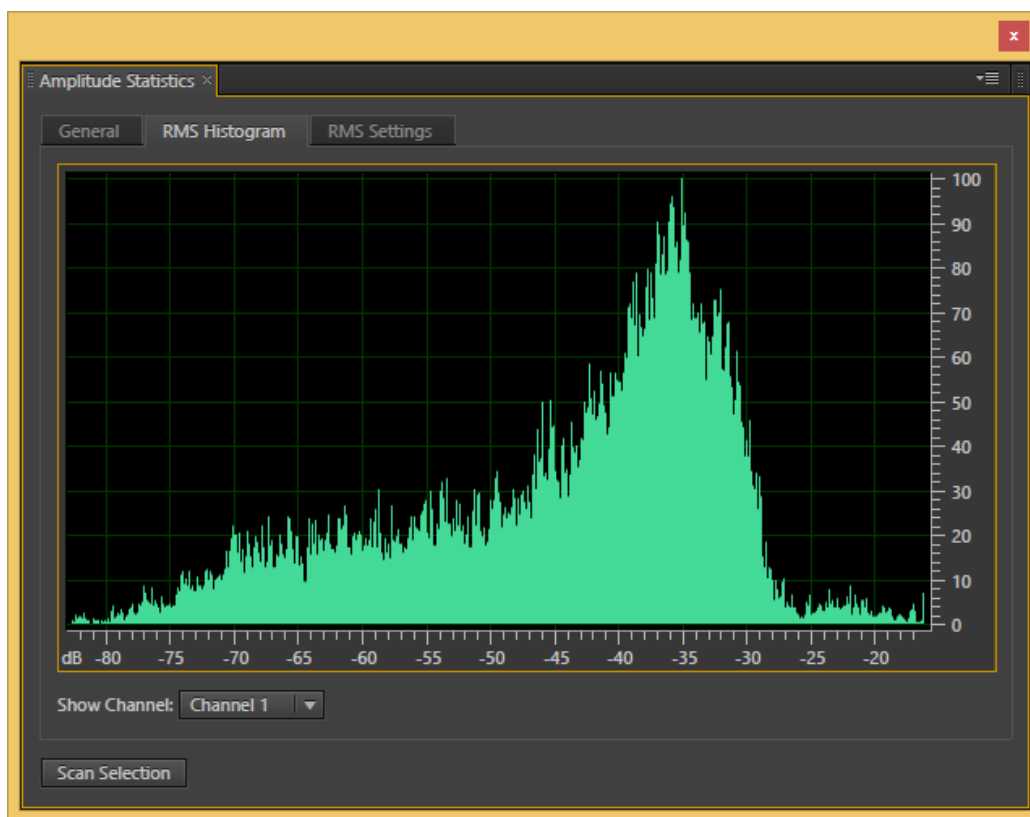 x
Amplitude Statistics ×
General RMS Histogram RMS Settings
100
90
80
70
60
50
40
30
20
10
0
dB -80 -75 -70 -65 -60 -55 -50 -45 -40 -35 -30 -25 -20
Show Channel: Channel 1
Scan Selection